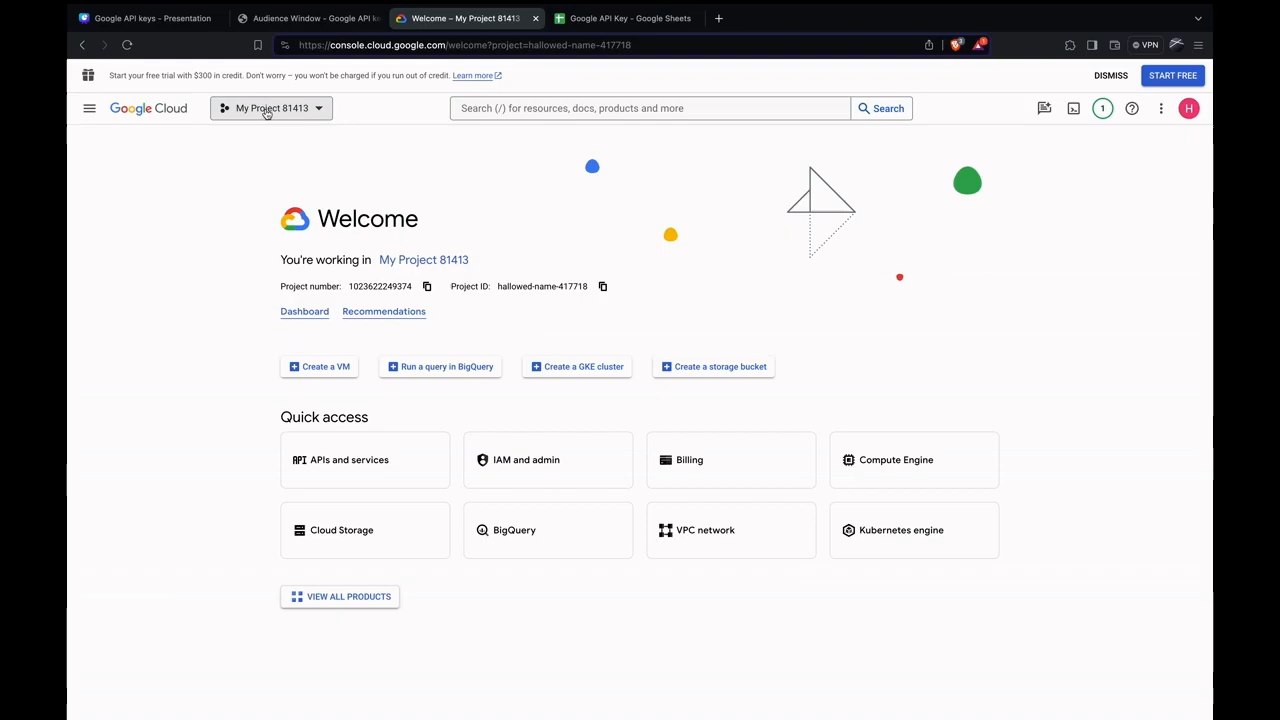 Google API keys - Presentation
Audience Window - Google API ke
Welcome – My Project 81413
Google API Key - Google Sheets
https://console.cloud.google.com/welcome?project=hallowed-name-417718
VPN
Start your free trial with $300 in credit. Don't worry – you won't be charged if you run out of credit. Learn more
DISMISS
START FREE
Google Cloud
My Project 81413
Search (/) for resources, docs, products and more
Search
1
H
Welcome
You're working in My Project 81413
Project number: 1023622249374 Project ID: hallowed-name-417718
Dashboard Recommendations
Create a VM
Run a query in BigQuery
Create a GKE cluster
Create a storage bucket
Quick access
API APIs and services
IAM and admin
Billing
Compute Engine
Cloud Storage
BigQuery
VPC network
Kubernetes engine
VIEW ALL PRODUCTS